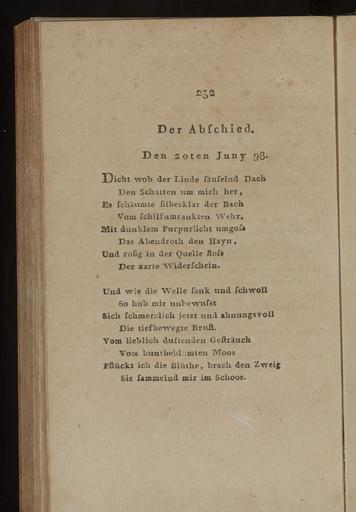 232
Der Abſchied.
Den 20ten Juny 98.
Dicht wob der Linde ſäuſelnd Dach
Den Schatten um mich her,
Es ſchäumte ſilberklar der Bach
Vom ſchilfumrankten Wehr,
Mit dunklem Purpurlicht umgoſs
Das Abendroth den Hayn,
Und roſig in der Quelle floſs
Der zarte Widerſchein.
Und wie die Welle ſank und ſchwoll
So hob mir unbewuſst
Sich ſchmerzlich jetzt und ahnungsvoll
Die tiefbewegte Bruſt.
Vom lieblich duftenden Geſträuch
Vom buntbeblümten Moos
Pflückt ich die Blüthe, brach den Zweig
Sie ſammelnd mir im Schoos.